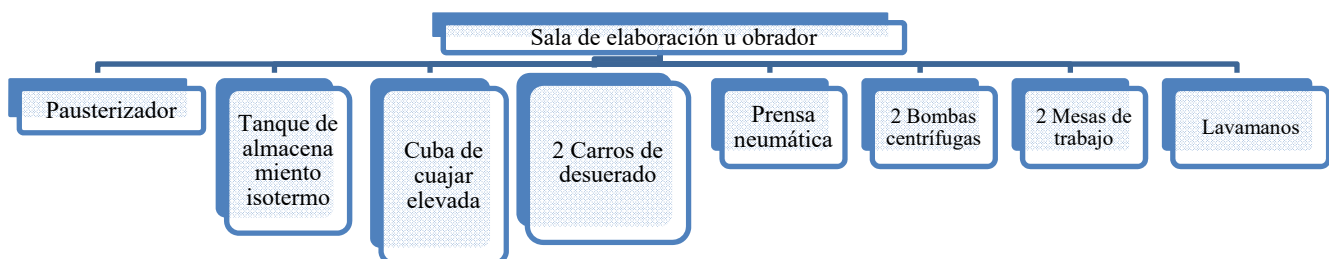 Sala de elaboración u obrador
Pausterizador
Tanque de
almacena
miento
isotermo
Cuba de
cuajar
elevada
2 Carros de
desuerado
Prensa
neumática
2 Bombas
centrífugas
2 Mesas de
trabajo
Lavamanos